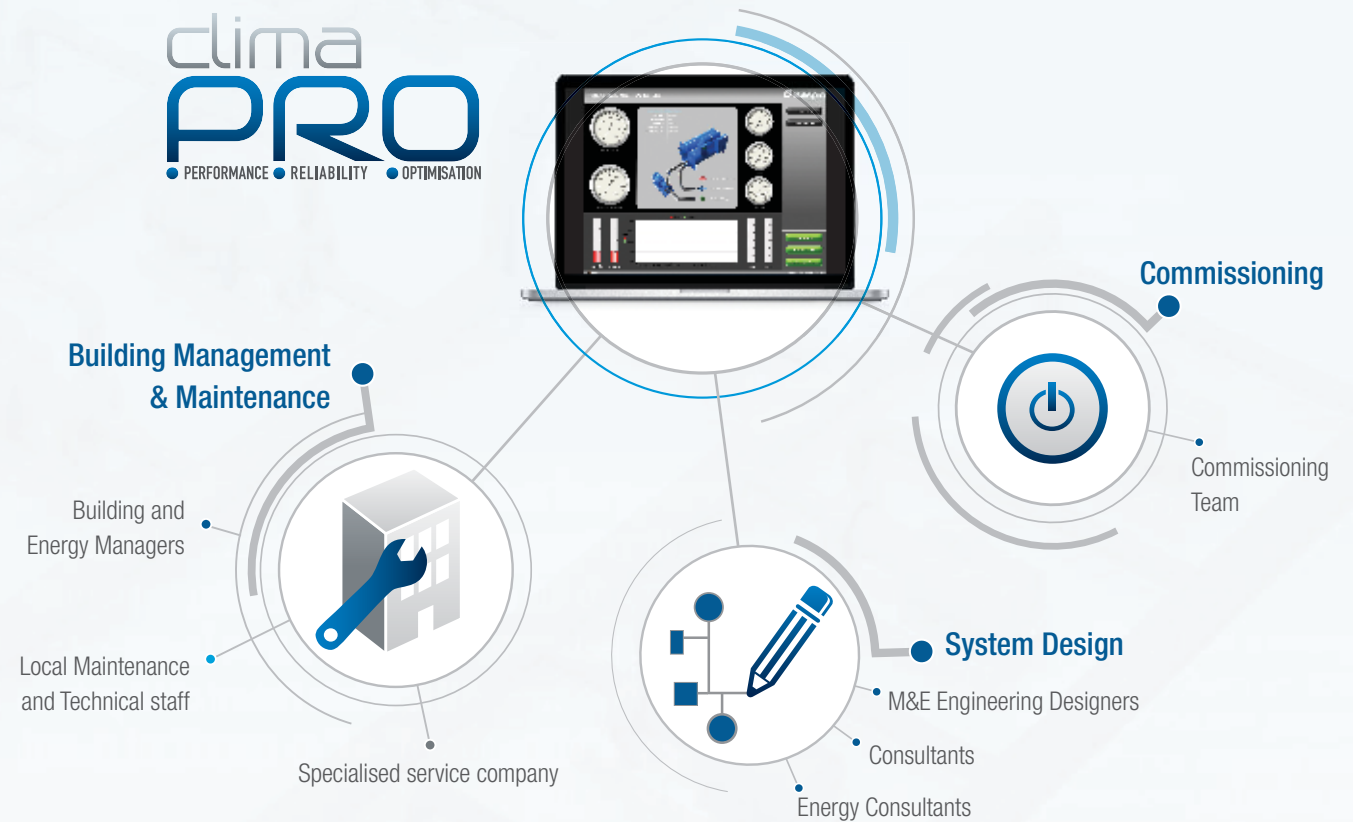 clima
PRO
PERFORMANCE RELIABILITY OPTIMISATION
Commissioning
Commissioning
Team
Building Management
& Maintenance
Building and
Energy Managers
Local Maintenance
and Technical staff
Specialised service company
System Design
M&E Engineering Designers
Consultants
Energy Consultants